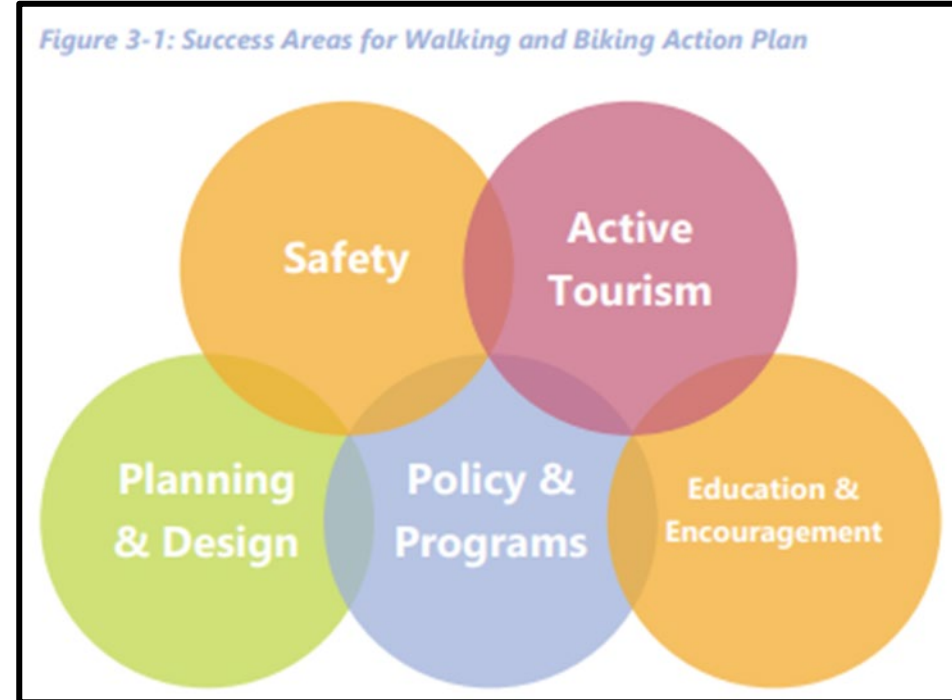 Figure 3-1: Success Areas for Walking and Biking Action Plan
Safety
Active
Tourism
Planning
& Design
Policy &
Programs
Education &
Encouragement